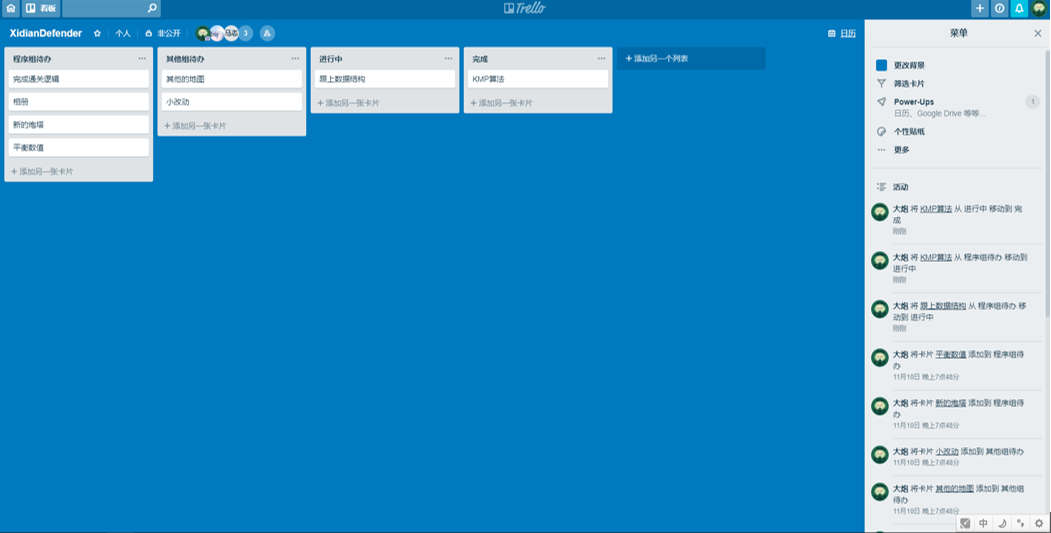 看板
Trello
XidianDefender
个人
非公开
马志
3
日历
程序组待办
完成通关逻辑
相册
新的炮塔
平衡数值
+ 添加另一张卡片
其他组待办
其他的地图
小改动
+ 添加另一张卡片
进行中
跟上数据结构
+ 添加另一张卡片
完成
KMP算法
+ 添加另一张卡片
+ 添加另一个列表
菜单
更改背景
筛选卡片
Power-Ups
1
日历、Google Drive 等等...
个性贴纸
更多
活动
大炮 将 KMP算法 从 进行中 移动到 完
成
刚刚
大炮 将 KMP算法 从 程序组待办 移动到
进行中
刚刚
大炮 将 跟上数据结构 从 程序组待办 移
动到 进行中
刚刚
大炮 将卡片 平衡数值 添加到 程序组待
办
11月10日 晚上7点48分
大炮 将卡片 新的炮塔 添加到 程序组待
办
11月10日 晚上7点48分
大炮 将卡片 小改动 添加到 其他组待办
11月10日 晚上7点48分
大炮 将卡片 其他的地图 添加到 其他组
待办
11月10日 晚上7点48分
中